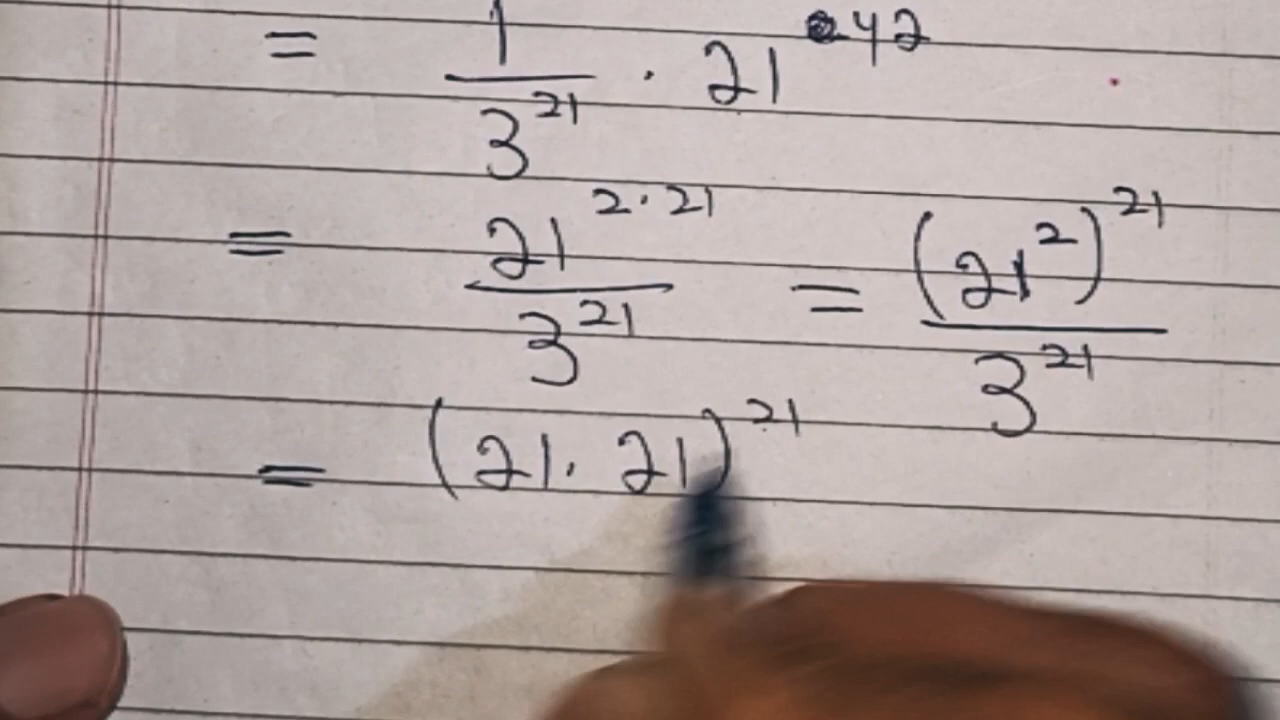 = 1/3^21 · 21^42
= 21^(2·21)/3^21 = (21^2)^21/3^21
= (21·21)^21